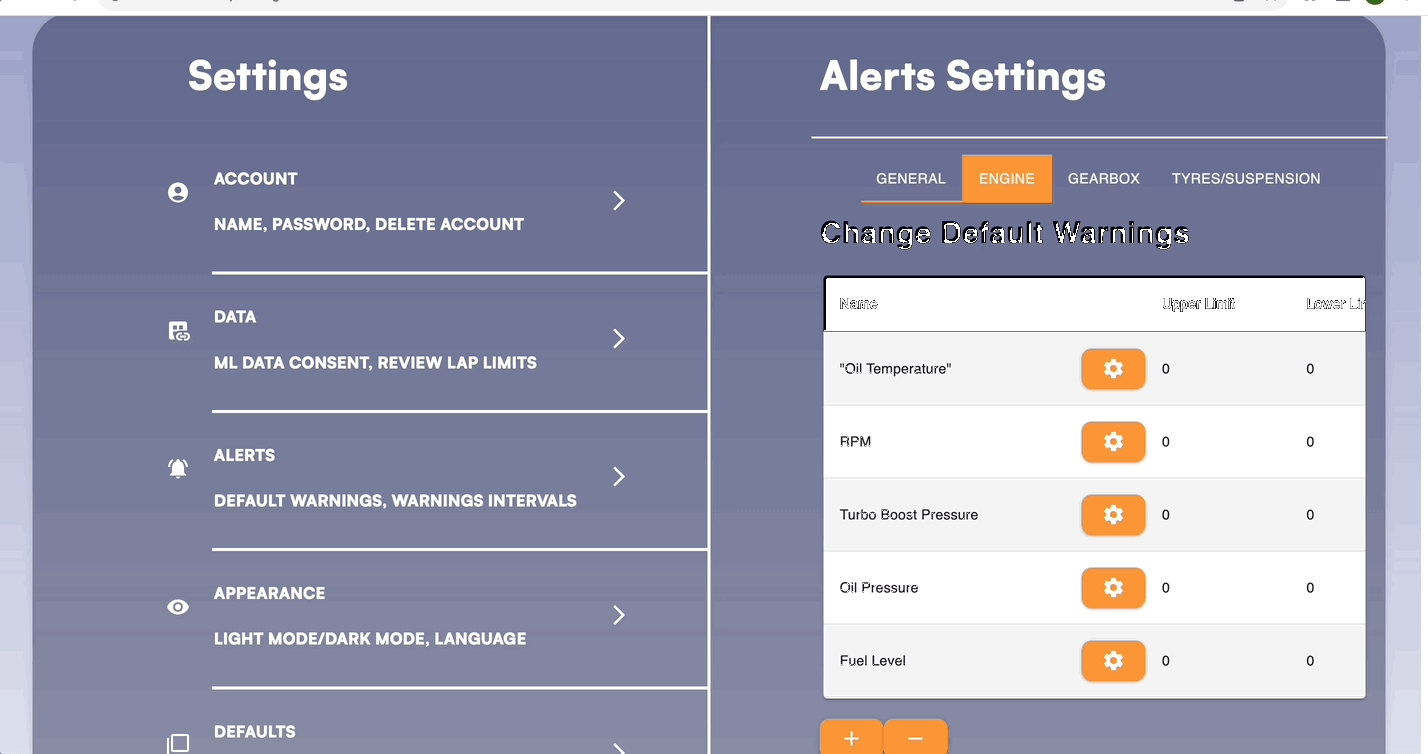 Settings
ACCOUNT
NAME, PASSWORD, DELETE ACCOUNT
DATA
ML DATA CONSENT, REVIEW LAP LIMITS
ALERTS
DEFAULT WARNINGS, WARNINGS INTERVALS
APPEARANCE
LIGHT MODE/DARK MODE, LANGUAGE
DEFAULTS
Alerts Settings
GENERAL ENGINE GEARBOX TYRES/SUSPENSION
Change Default Warnings
Name Upper Limit Lower
"Oil Temperature" 0 0
RPM 0 0
Turbo Boost Pressure 0 0
Oil Pressure 0 0
Fuel Level 0 0
+ −